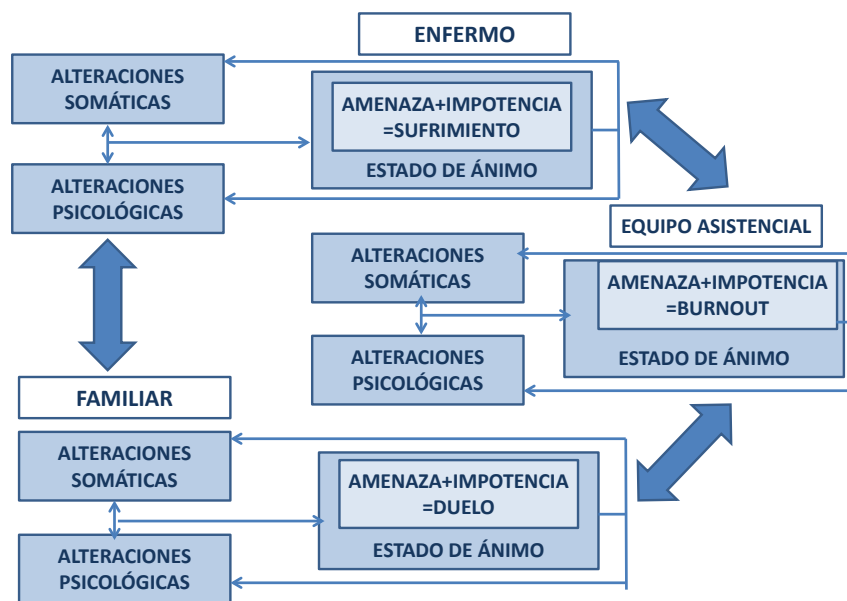 ENFERMO
ALTERACIONES
SOMÁTICAS
AMENAZA+IMPOTENCIA
=SUFRIMIENTO
ESTADO DE ÁNIMO
ALTERACIONES
PSICOLÓGICAS
EQUIPO ASISTENCIAL
ALTERACIONES
SOMÁTICAS
AMENAZA+IMPOTENCIA
=BURNOUT
ESTADO DE ÁNIMO
ALTERACIONES
PSICOLÓGICAS
FAMILIAR
ALTERACIONES
SOMÁTICAS
AMENAZA+IMPOTENCIA
=DUELO
ESTADO DE ÁNIMO
ALTERACIONES
PSICOLÓGICAS